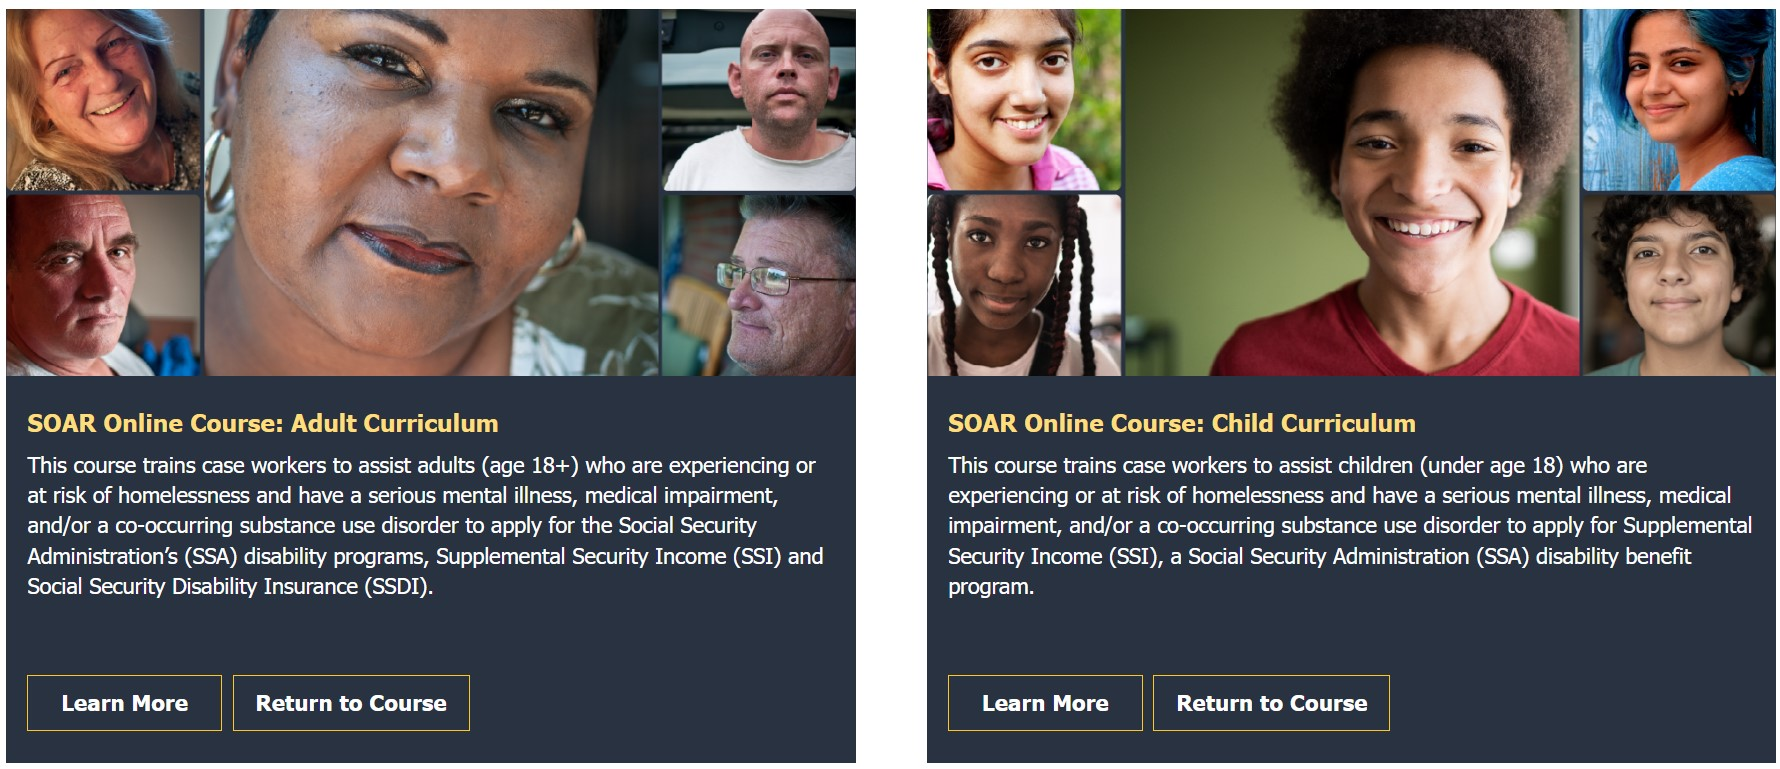 SOAR Online Course: Adult Curriculum
This course trains case workers to assist adults (age 18+) who are experiencing or
at risk of homelessness and have a serious mental illness, medical impairment,
and/or a co-occurring substance use disorder to apply for the Social Security
Administration’s (SSA) disability programs, Supplemental Security Income (SSI) and
Social Security Disability Insurance (SSDI).
Learn More
Return to Course
SOAR Online Course: Child Curriculum
This course trains case workers to assist children (under age 18) who are
experiencing or at risk of homelessness and have a serious mental illness, medical
impairment, and/or a co-occurring substance use disorder to apply for Supplemental
Security Income (SSI), a Social Security Administration (SSA) disability benefit
program.
Learn More
Return to Course